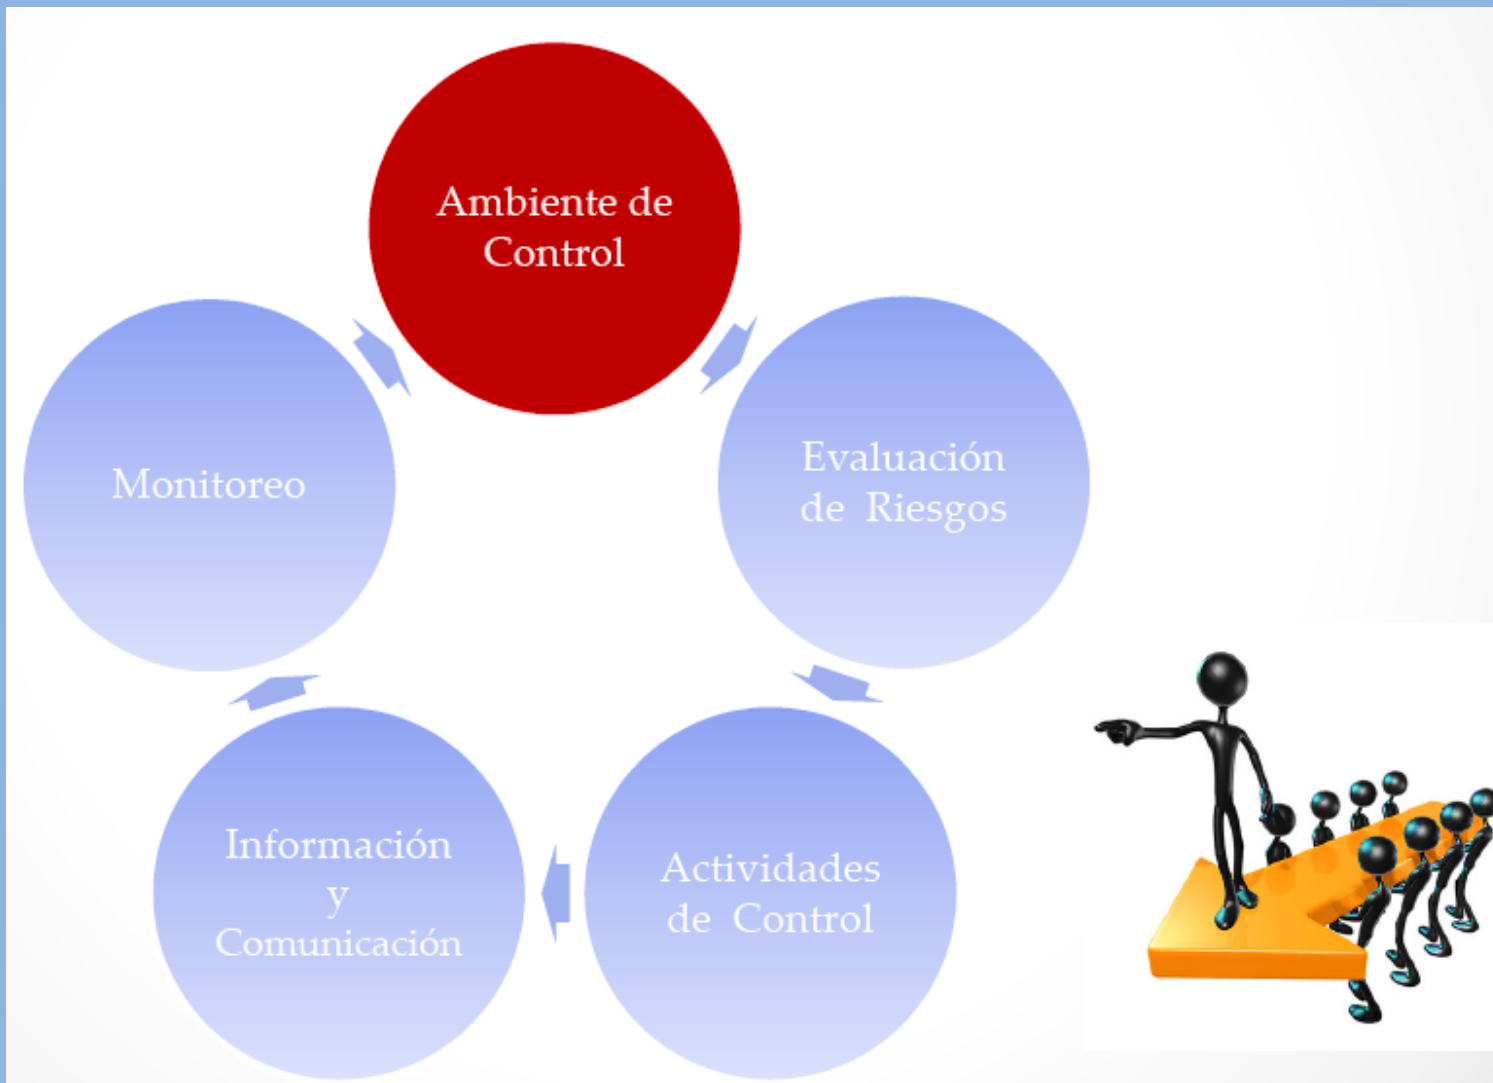 Ambiente de
Control
Evaluación
de Riesgos
Actividades
de Control
Información
y
Comunicación
Monitoreo